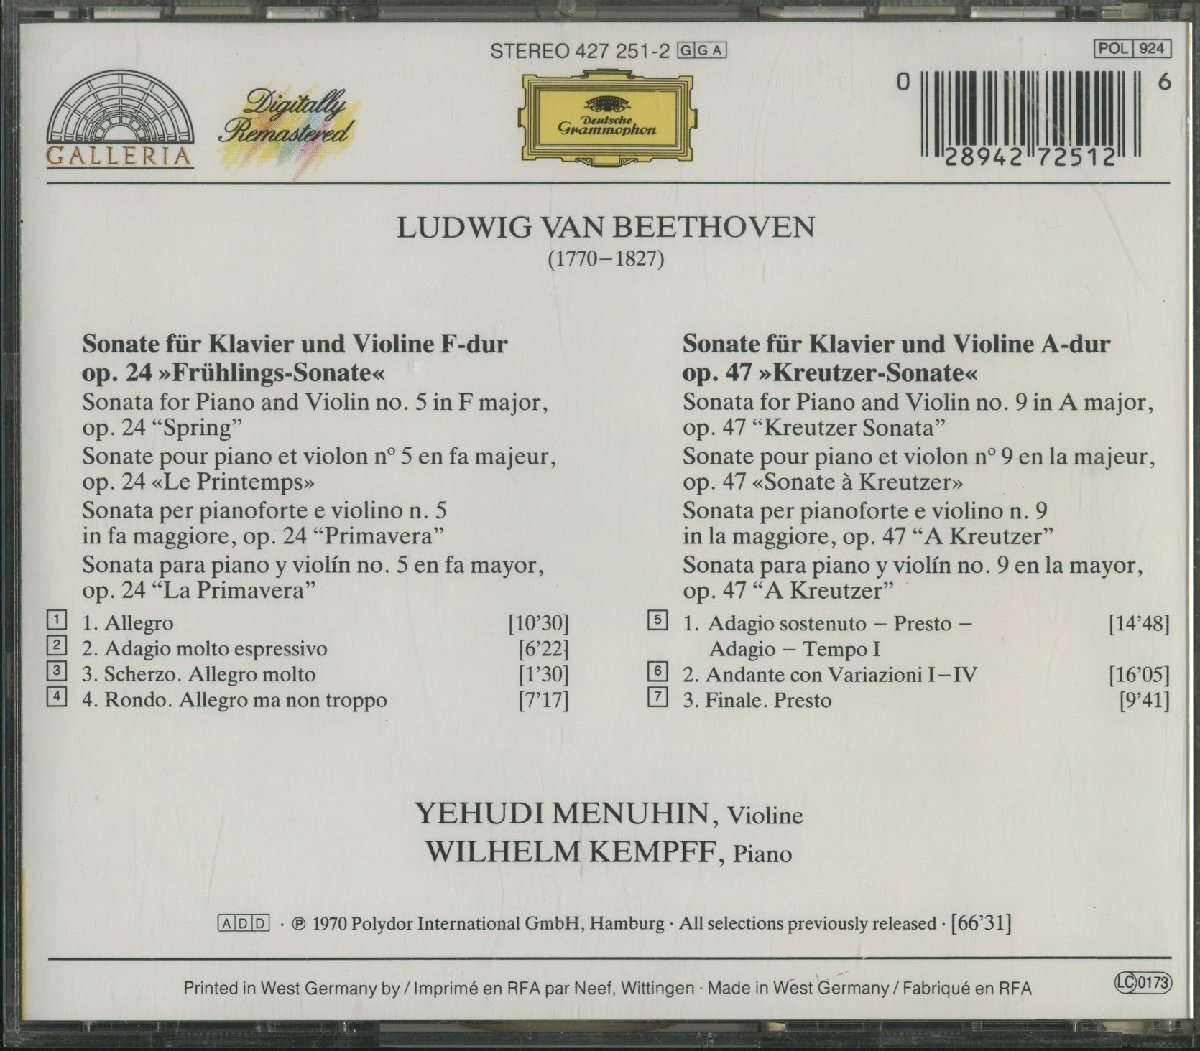 STEREO 427 251-2 GGA
POL 924
GALLERIA
Digitally
Remastered
Deutsche
Grammophon
0 28942 72512 6
LUDWIG VAN BEETHOVEN
(1770–1827)
Sonate für Klavier und Violine F-dur
op. 24 »Frühlings-Sonate«
Sonata for Piano and Violin no. 5 in F major,
op. 24 “Spring”
Sonate pour piano et violon n° 5 en fa majeur,
op. 24 «Le Printemps»
Sonata per pianoforte e violino n. 5
in fa maggiore, op. 24 “Primavera”
Sonata para piano y violín no. 5 en fa mayor,
op. 24 “La Primavera”
1 1. Allegro [10’30]
2 2. Adagio molto espressivo [6’22]
3 3. Scherzo. Allegro molto [1’30]
4 4. Rondo. Allegro ma non troppo [7’17]
Sonate für Klavier und Violine A-dur
op. 47 »Kreutzer-Sonate«
Sonata for Piano and Violin no. 9 in A major,
op. 47 “Kreutzer Sonata”
Sonate pour piano et violon n° 9 en la majeur,
op. 47 «Sonate à Kreutzer»
Sonata per pianoforte e violino n. 9
in la maggiore, op. 47 “A Kreutzer”
Sonata para piano y violín no. 9 en la mayor,
op. 47 “A Kreutzer”
5 1. Adagio sostenuto – Presto – [14’48]
Adagio – Tempo I
6 2. Andante con Variazioni I–IV [16’05]
7 3. Finale. Presto [9’41]
YEHUDI MENUHIN, Violine
WILHELM KEMPFF, Piano
ADD · ℗ 1970 Polydor International GmbH, Hamburg · All selections previously released · [66’31]
Printed in West Germany by / Imprimé en RFA par Neef, Wittingen · Made in West Germany / Fabriqué en RFA
LC 0173